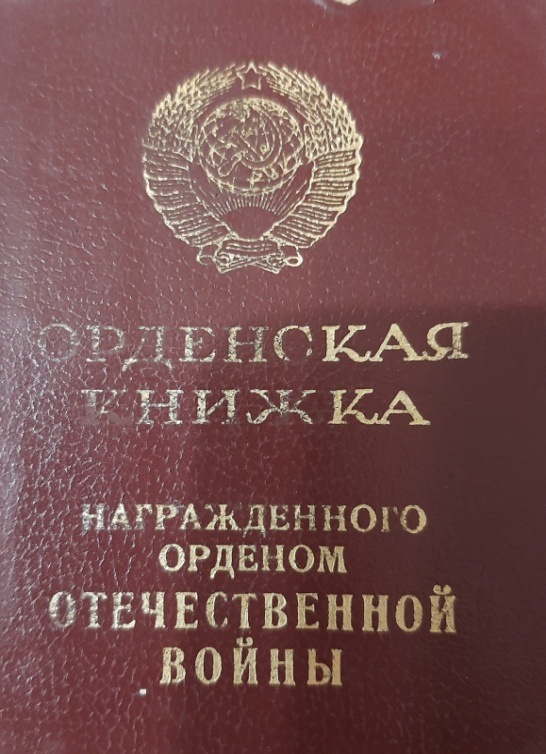 ОРДЕНСКАЯ
КНИЖКА
НАГРАЖДЕННОГО
ОРДЕНОМ
ОТЕЧЕСТВЕННОЙ
ВОЙНЫ